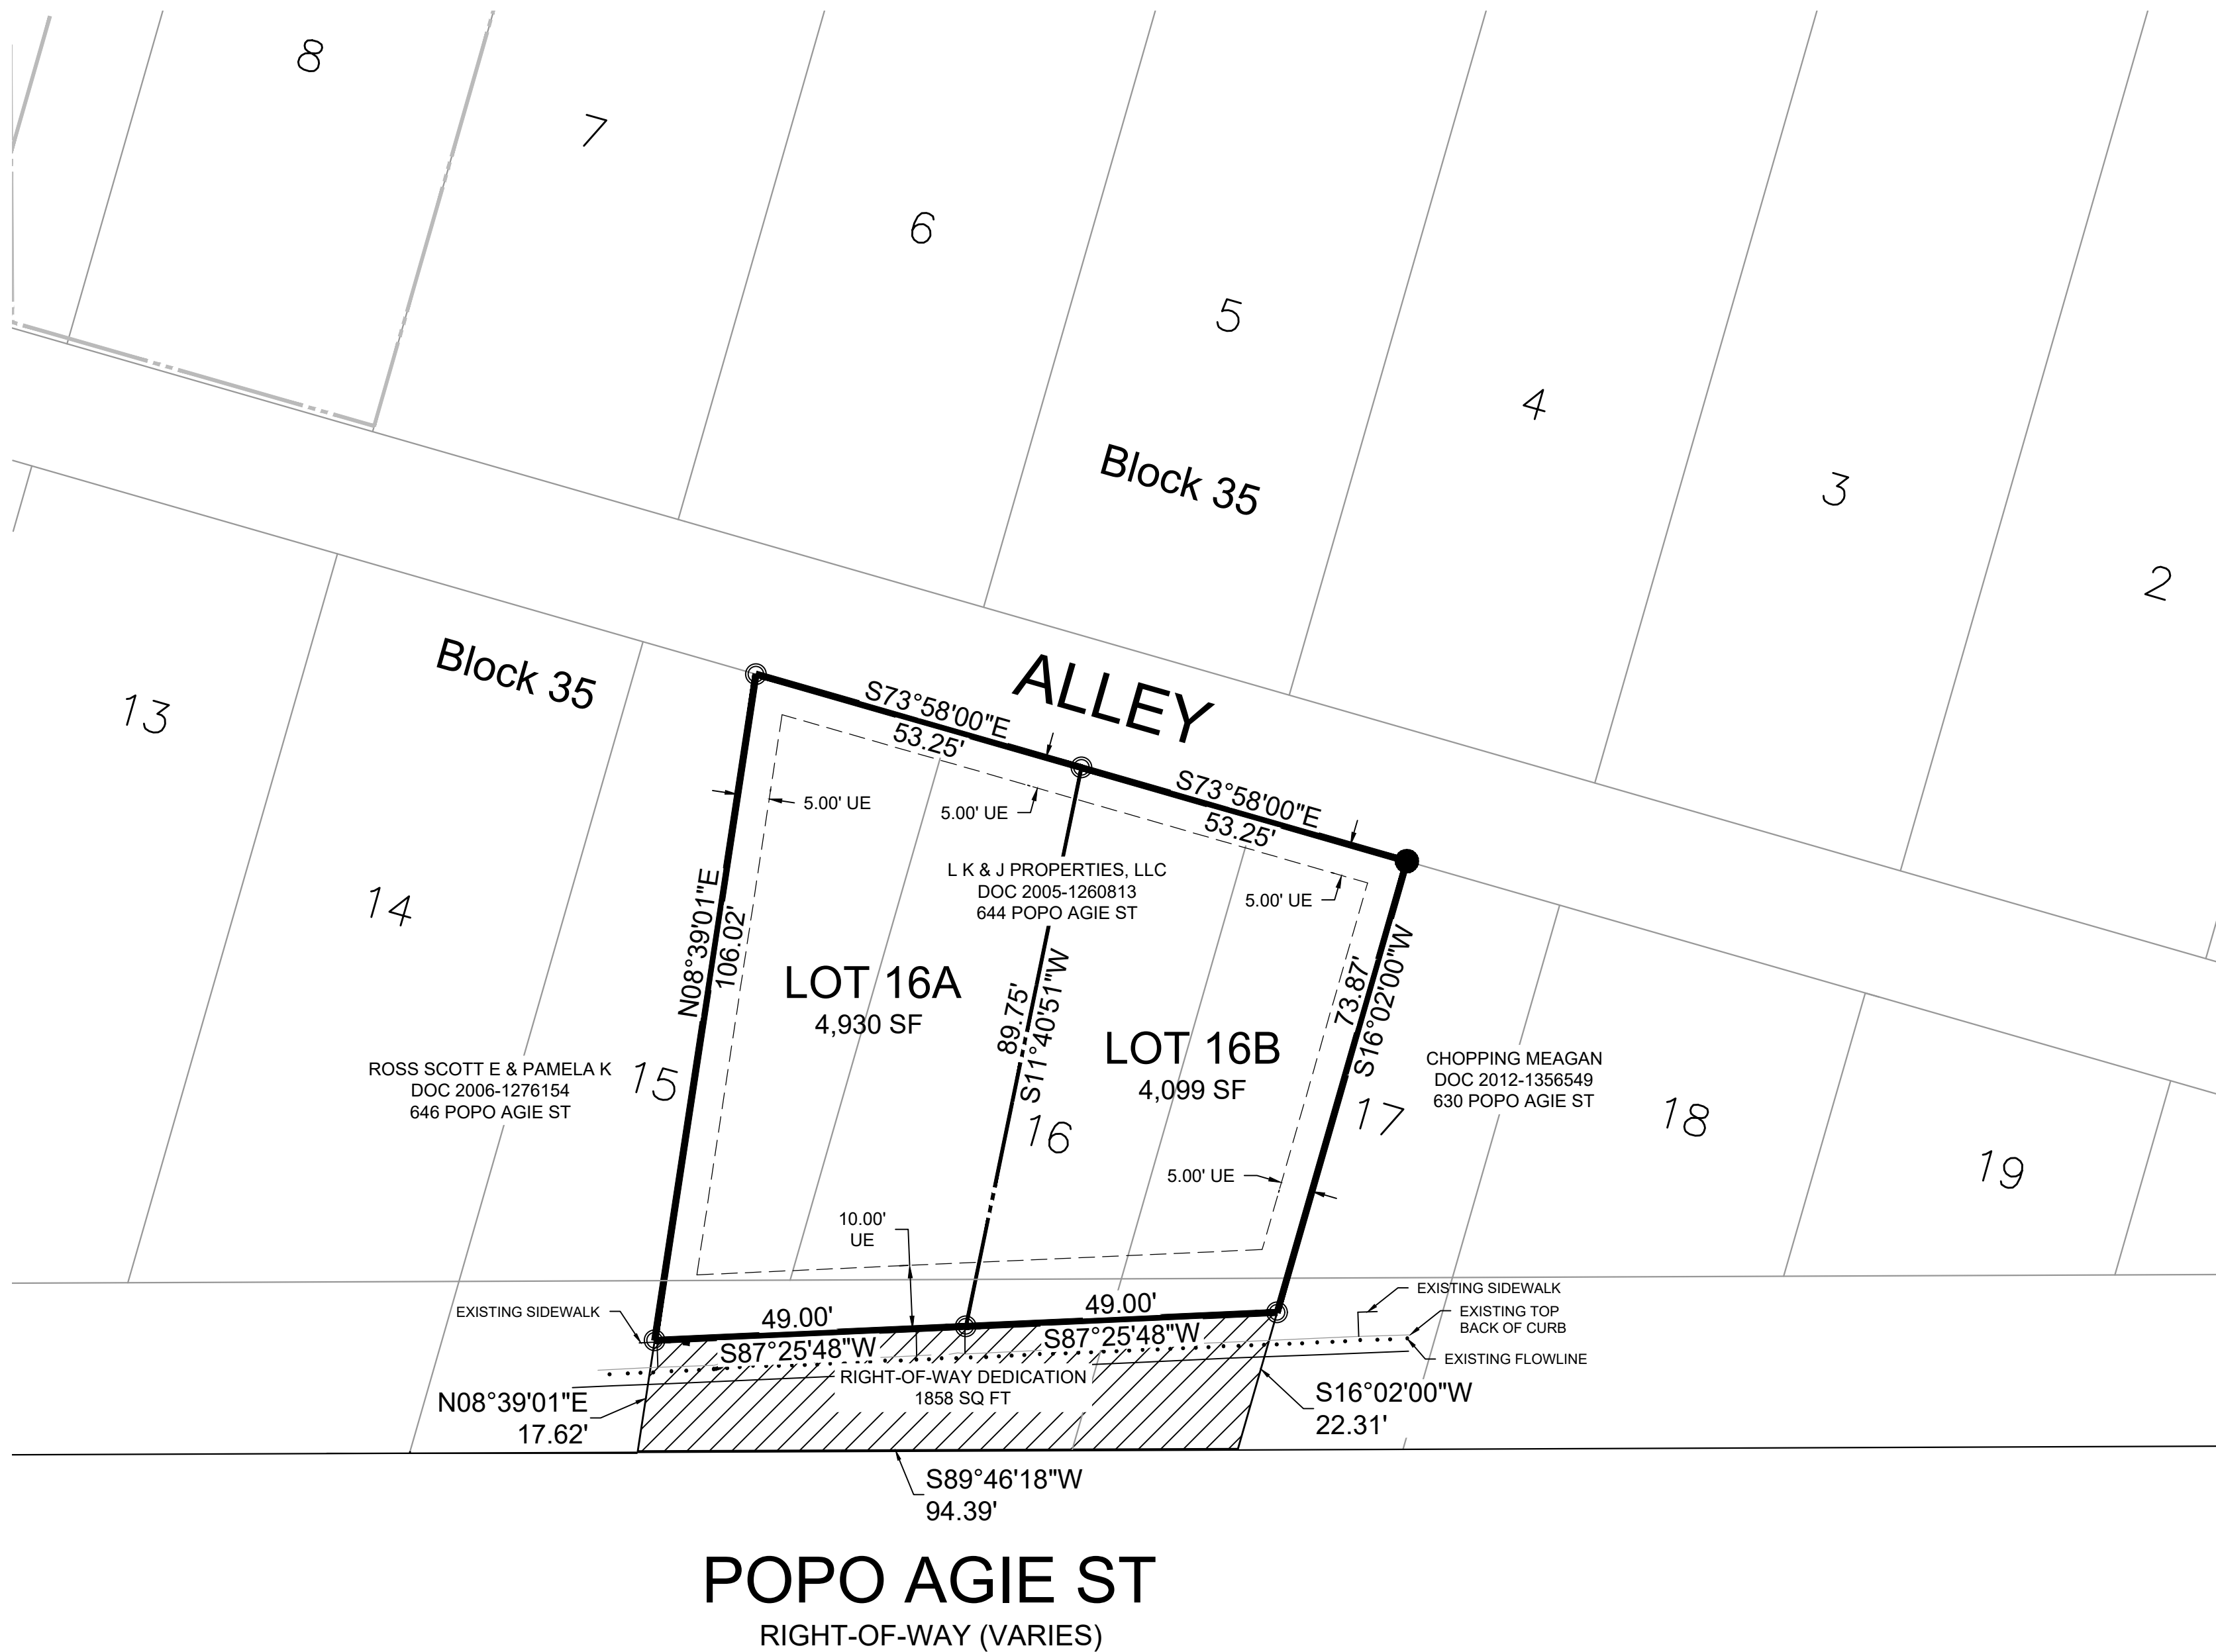 8
7
6
5
4
3
2
Block 35
ALLEY
Block 35
13
14
15
16
17
18
19
S73°58'00"E
53.25'
S73°58'00"E
53.25'
5.00' UE
5.00' UE
5.00' UE
5.00' UE
L K & J PROPERTIES, LLC
DOC 2005-1260813
644 POPO AGIE ST
N08°39'01"E
106.02'
LOT 16A
4,930 SF
89.75'
S11°40'51"W
LOT 16B
4,099 SF
73.87'
S16°02'00"W
ROSS SCOTT E & PAMELA K
DOC 2006-1276154
646 POPO AGIE ST
CHOPPING MEAGAN
DOC 2012-1356549
630 POPO AGIE ST
10.00'
UE
EXISTING SIDEWALK
49.00'
S87°25'48"W
49.00'
S87°25'48"W
EXISTING SIDEWALK
EXISTING TOP
BACK OF CURB
EXISTING FLOWLINE
RIGHT-OF-WAY DEDICATION
1858 SQ FT
N08°39'01"E
17.62'
S16°02'00"W
22.31'
S89°46'18"W
94.39'
POPO AGIE ST
RIGHT-OF-WAY (VARIES)